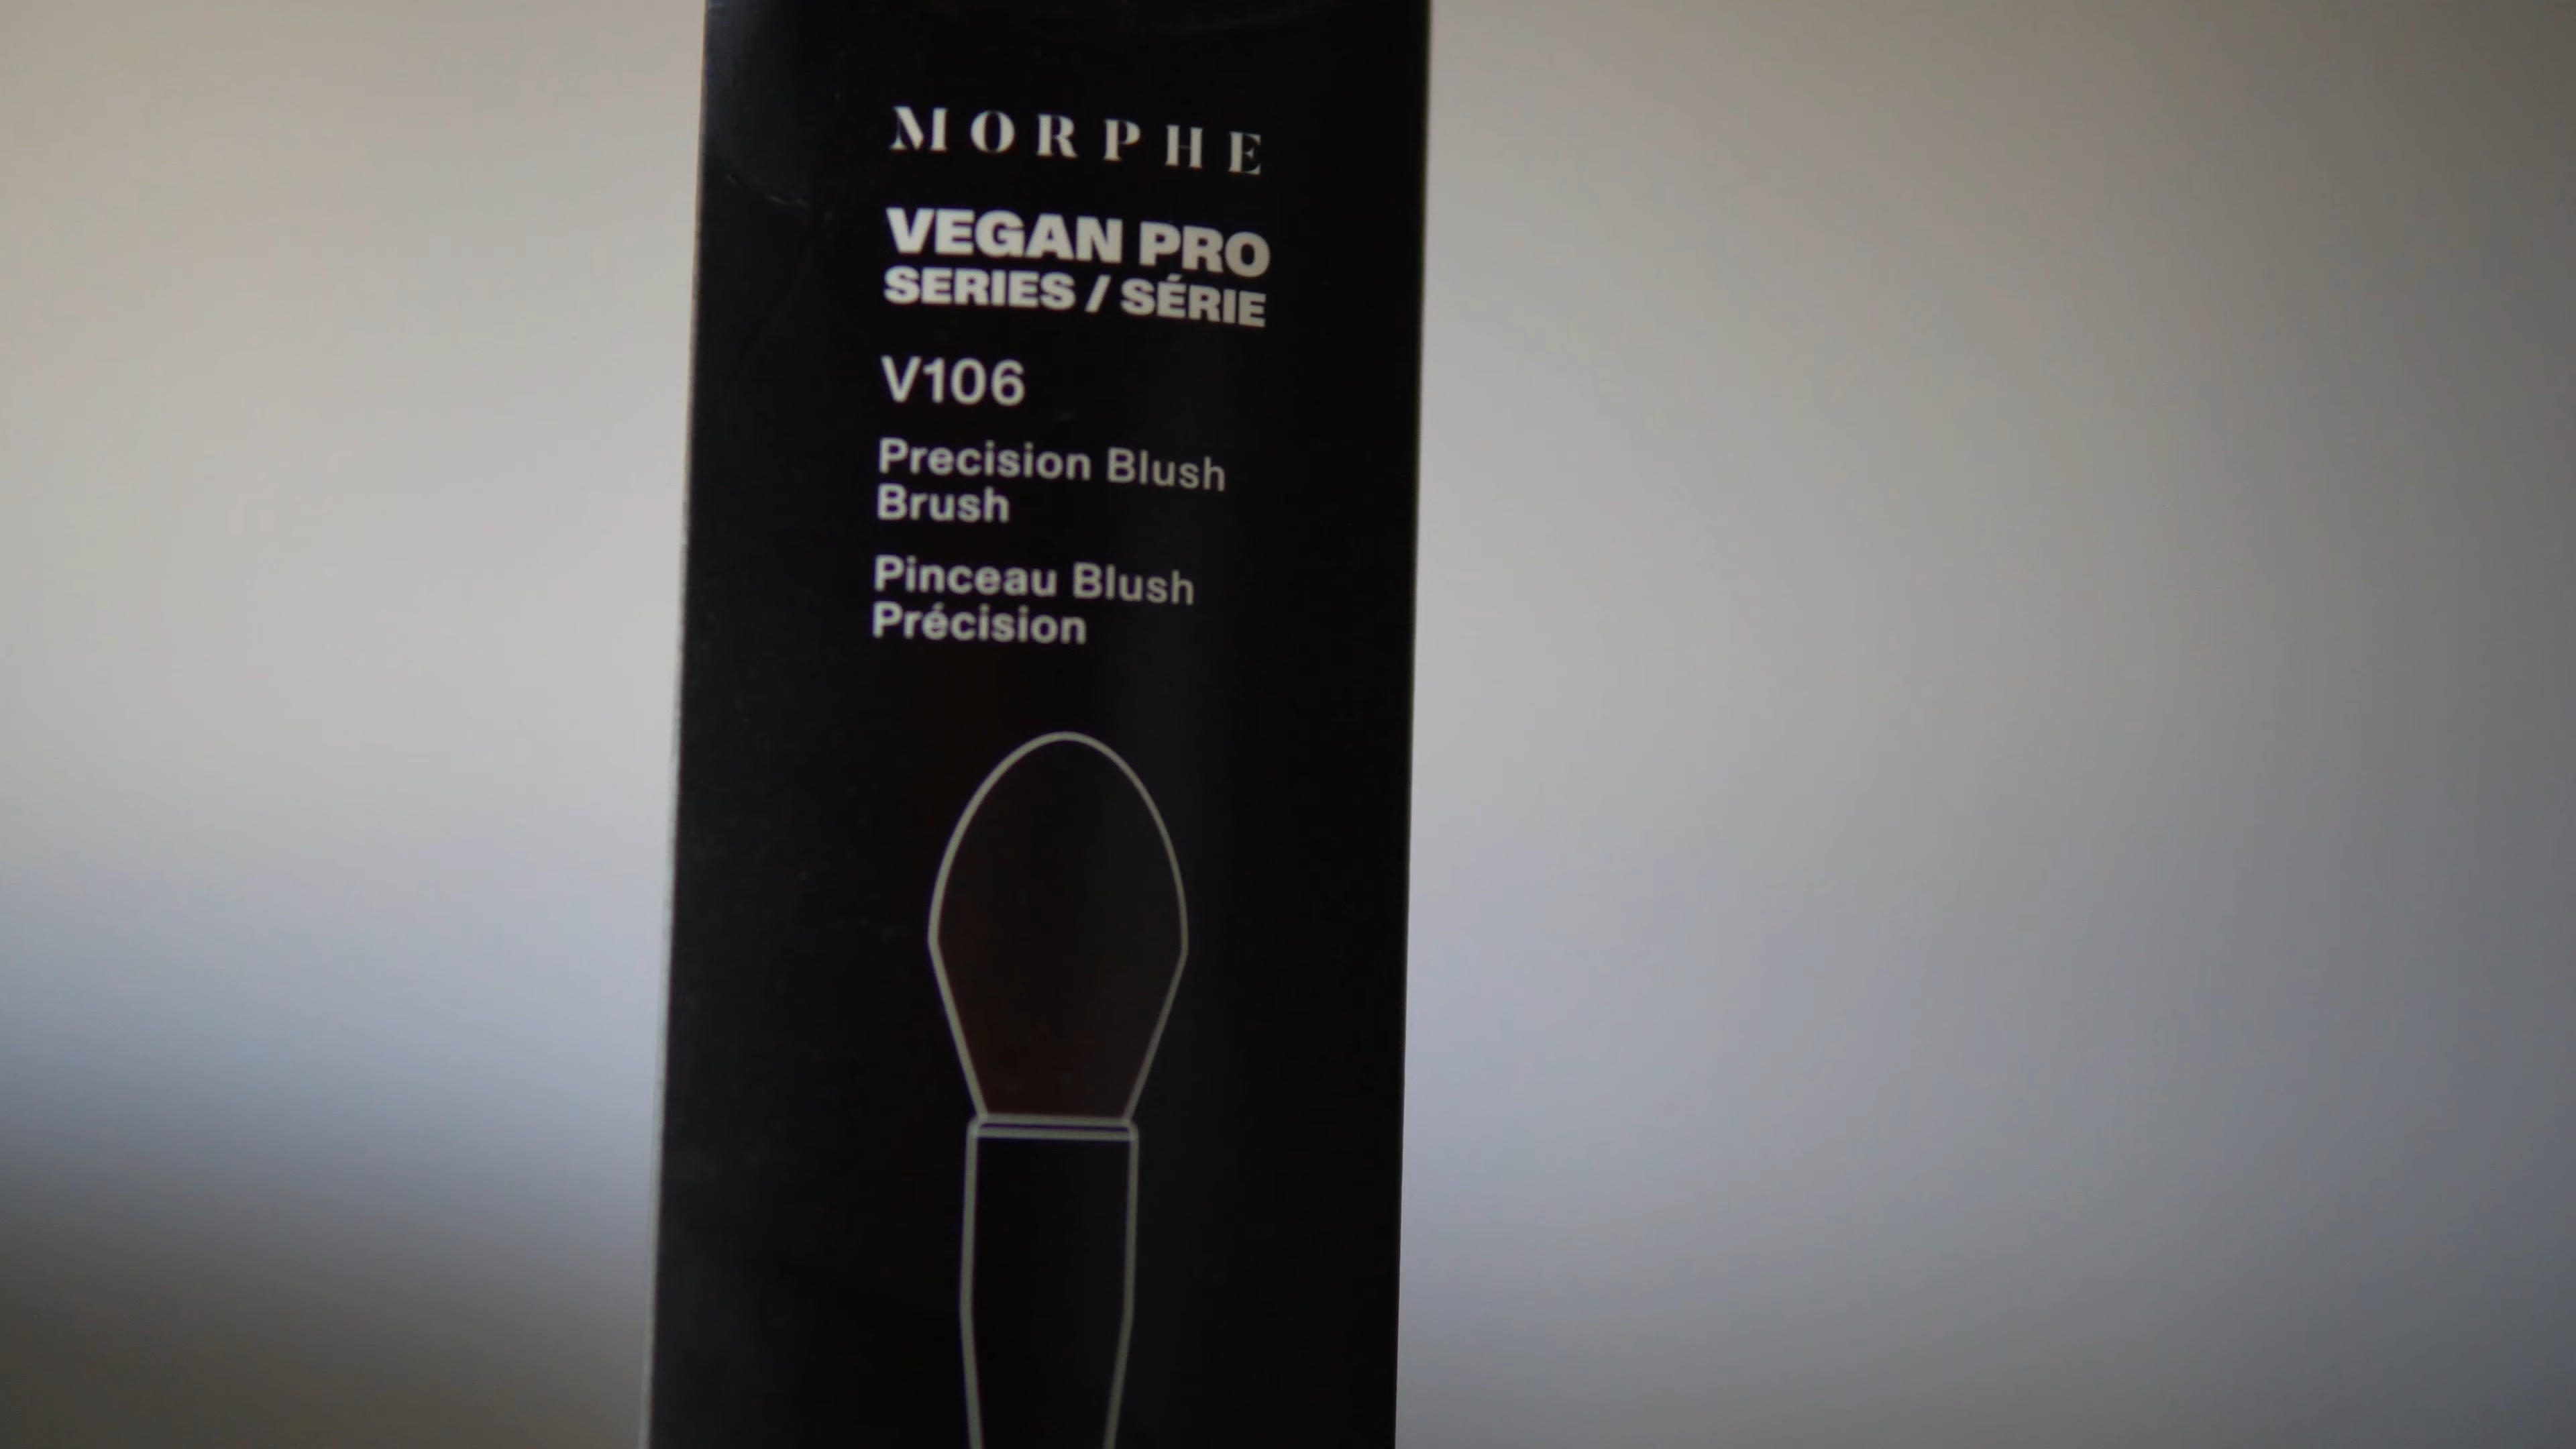 MORPHE
VEGAN PRO
SERIES / SÉRIE
V106
Precision Blush
Brush
Pinceau Blush
Précision